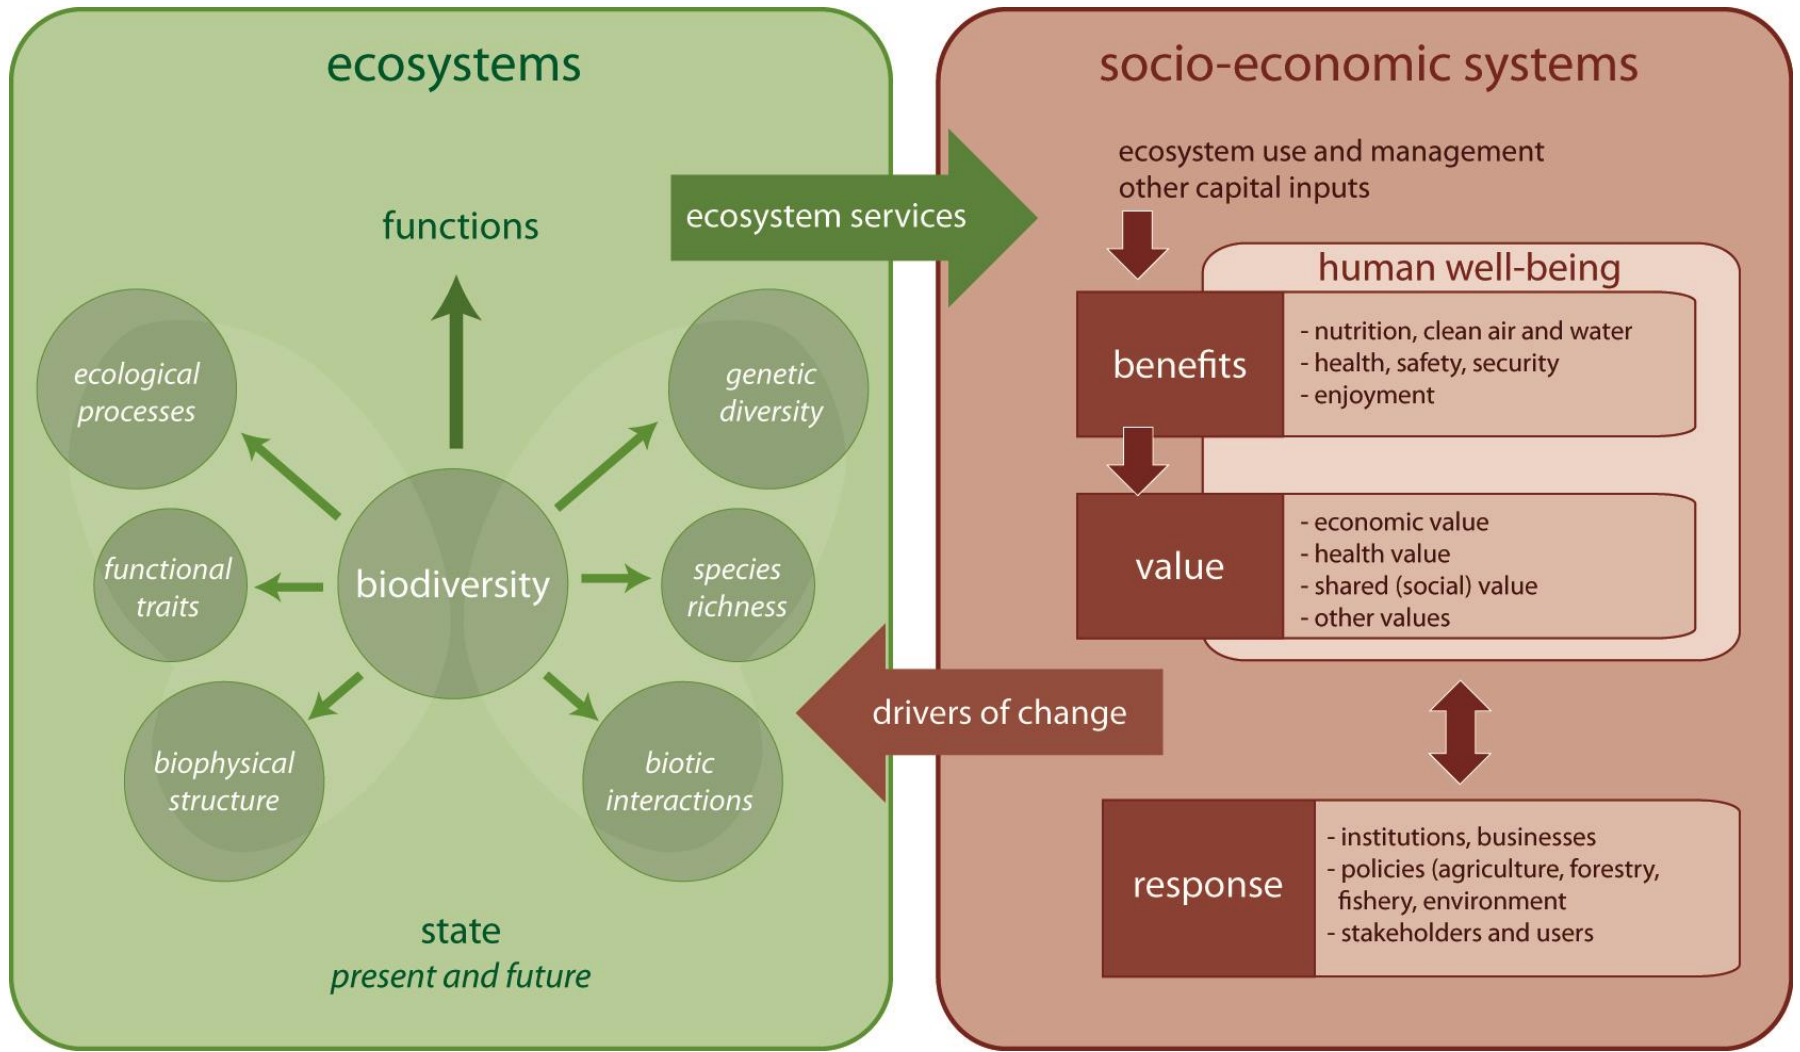 ecosystems
functions
ecological
processes
genetic
diversity
functional
traits
biodiversity
species
richness
biophysical
structure
biotic
interactions
state
present and future
ecosystem services
drivers of change
socio-economic systems
ecosystem use and management
other capital inputs
human well-being
benefits
- nutrition, clean air and water
- health, safety, security
- enjoyment
value
- economic value
- health value
- shared (social) value
- other values
response
- institutions, businesses
- policies (agriculture, forestry,
fishery, environment
- stakeholders and users